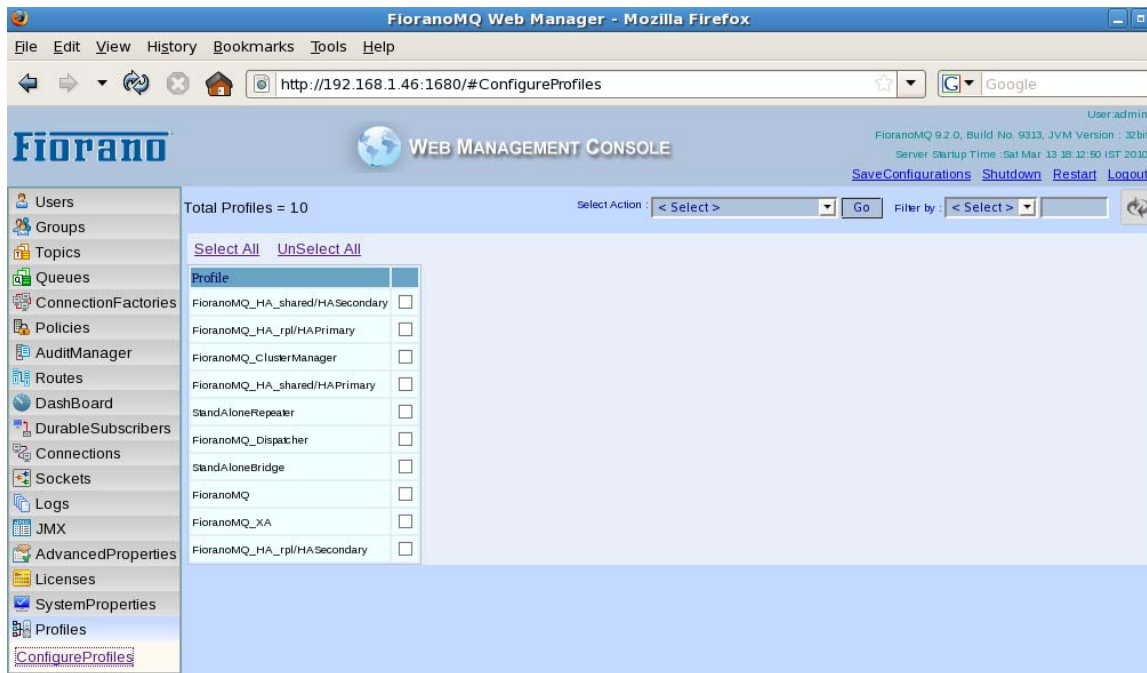 FioranoMQ Web Manager - Mozilla Firefox
File Edit View History Bookmarks Tools Help
http://192.168.1.46:1680/#ConfigureProfiles
G Google
User:admin
FioranoMQ 9.2.0, Build No. 9313, JVM Version : 32bit
Server Startup Time :Sat Mar 13 18:12:50 IST 2010
Fiorano
WEB MANAGEMENT CONSOLE
SaveConfigurations Shutdown Restart Logout
Total Profiles = 10
Select Action : < Select > Go Filter by : < Select >
Users
Groups
Topics
Queues
ConnectionFactories
Policies
AuditManager
Routes
DashBoard
DurableSubscribers
Connections
Sockets
Logs
JMX
AdvancedProperties
Licenses
SystemProperties
Profiles
ConfigureProfiles
Select All UnSelect All
Profile
FioranoMQ_HA_shared/HASecondary
FioranoMQ_HA_rpl/HAPrimary
FioranoMQ_ClusterManager
FioranoMQ_HA_shared/HAPrimary
StandAloneRepeater
FioranoMQ_Dispatcher
StandAloneBridge
FioranoMQ
FioranoMQ_XA
FioranoMQ_HA_rpl/HASecondary